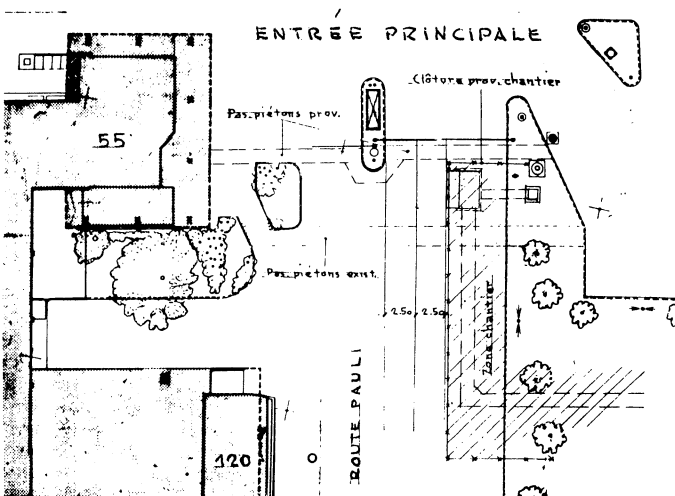 ENTRÉE PRINCIPALE
Clôture prov. chantier
Pas. piétons prov.
55
Pas. piétons exist.
2.50 2.50
Zone chantier
ROUTE PAULI
120